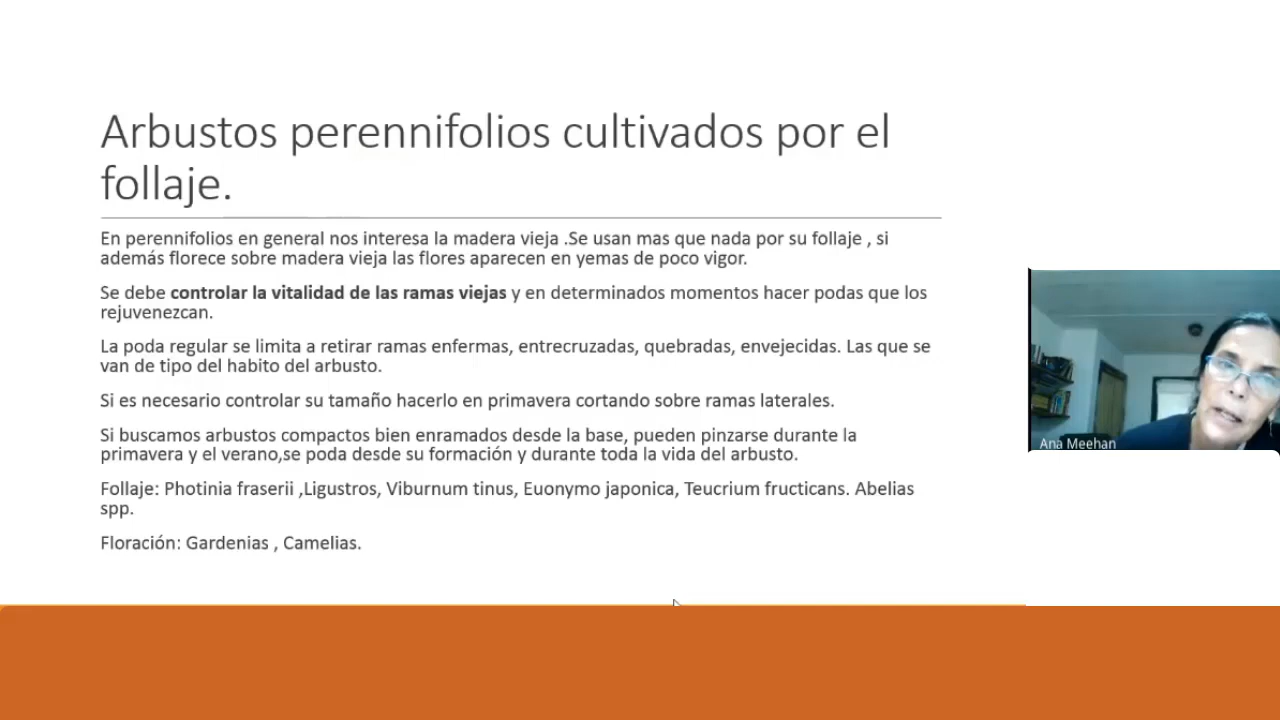 Arbustos perennifolios cultivados por el
follaje.
En perennifolios en general nos interesa la madera vieja .Se usan mas que nada por su follaje , si
además florece sobre madera vieja las flores aparecen en yemas de poco vigor.
Se debe controlar la vitalidad de las ramas viejas y en determinados momentos hacer podas que los
rejuvenezcan.
La poda regular se limita a retirar ramas enfermas, entrecruzadas, quebradas, envejecidas. Las que se
van de tipo del habito del arbusto.
Si es necesario controlar su tamaño hacerlo en primavera cortando sobre ramas laterales.
Si buscamos arbustos compactos bien enramados desde la base, pueden pinzarse durante la
primavera y el verano,se poda desde su formación y durante toda la vida del arbusto.
Follaje: Photinia fraserii ,Ligustros, Viburnum tinus, Euonymo japonica, Teucrium fructicans. Abelias
spp.
Floración: Gardenias , Camelias.
Ana Meehan